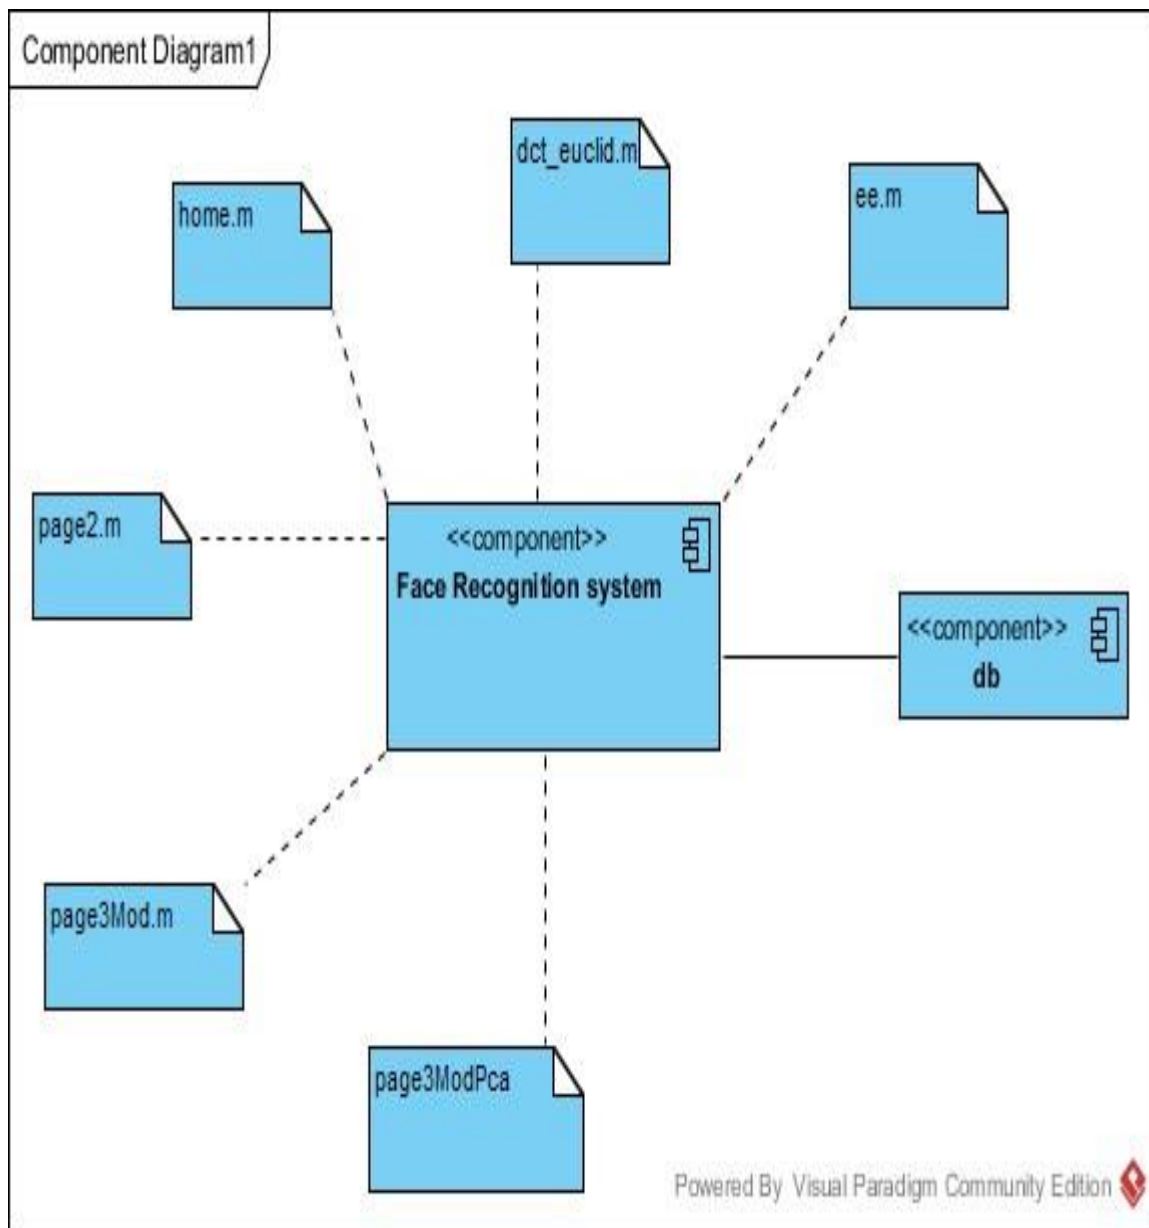 Component Diagram1
dct_euclid.m
ee.m
home.m
page2.m
<<component>>
Face Recognition system
<<component>>
db
page3Mod.m
page3ModPca
Powered By Visual Paradigm Community Edition